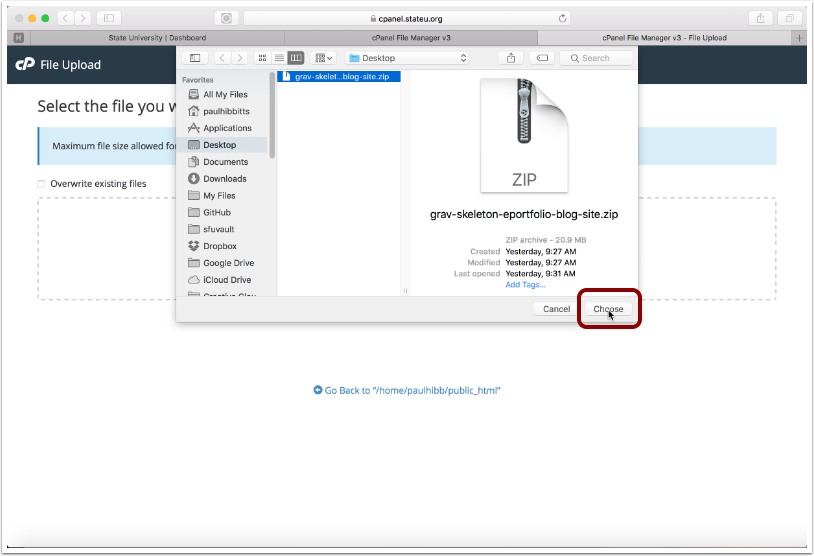 cpanel.stateu.org
H
State University | Dashboard
cPanel File Manager v3
cPanel File Manager v3 - File Upload
cP File Upload
Desktop
Search
Select the file you w
Maximum file size allowed for
Overwrite existing files
Favorites
All My Files
paulhibbitts
Applications
Desktop
Documents
Downloads
My Files
GitHub
sfuvault
Dropbox
Google Drive
iCloud Drive
grav-skelet...blog-site.zip
ZIP
grav-skeleton-eportfolio-blog-site.zip
ZIP archive - 20.9 MB
Created Yesterday, 9:27 AM
Modified Yesterday, 9:27 AM
Last opened Yesterday, 9:31 AM
Add Tags...
Cancel
Choose
Go Back to "/home/paulhibb/public_html"